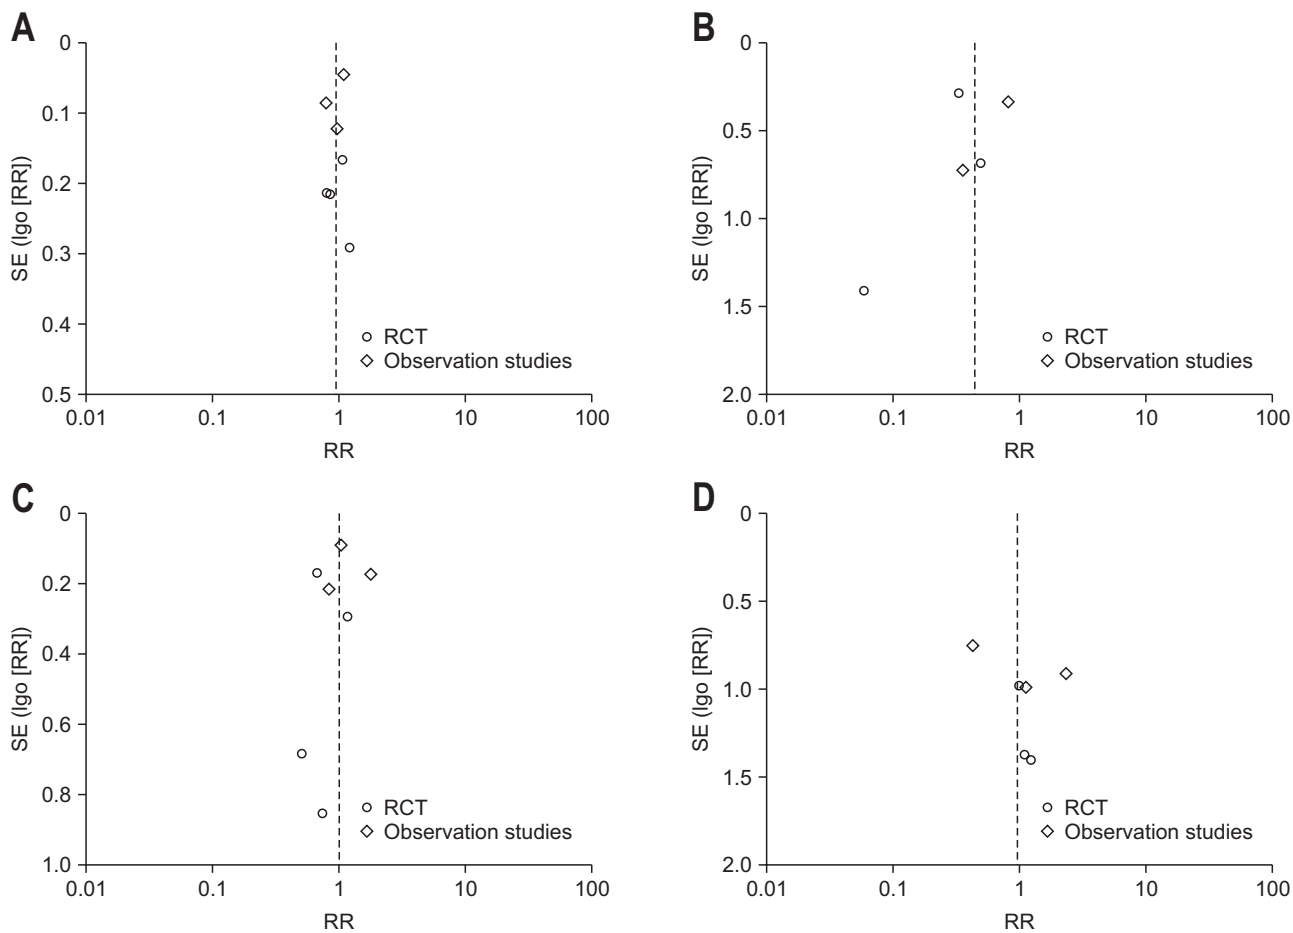 A
0
0.1
0.2
0.3
0.4
0.5
SE (lgo [RR])
RCT
Observation studies
0.01 0.1 1 10 100
RR
B
0
0.5
1.0
1.5
2.0
SE (lgo [RR])
RCT
Observation studies
0.01 0.1 1 10 100
RR
C
0
0.2
0.4
0.6
0.8
1.0
SE (lgo [RR])
RCT
Observation studies
0.01 0.1 1 10 100
RR
D
0
0.5
1.0
1.5
2.0
SE (lgo [RR])
RCT
Observation studies
0.01 0.1 1 10 100
RR